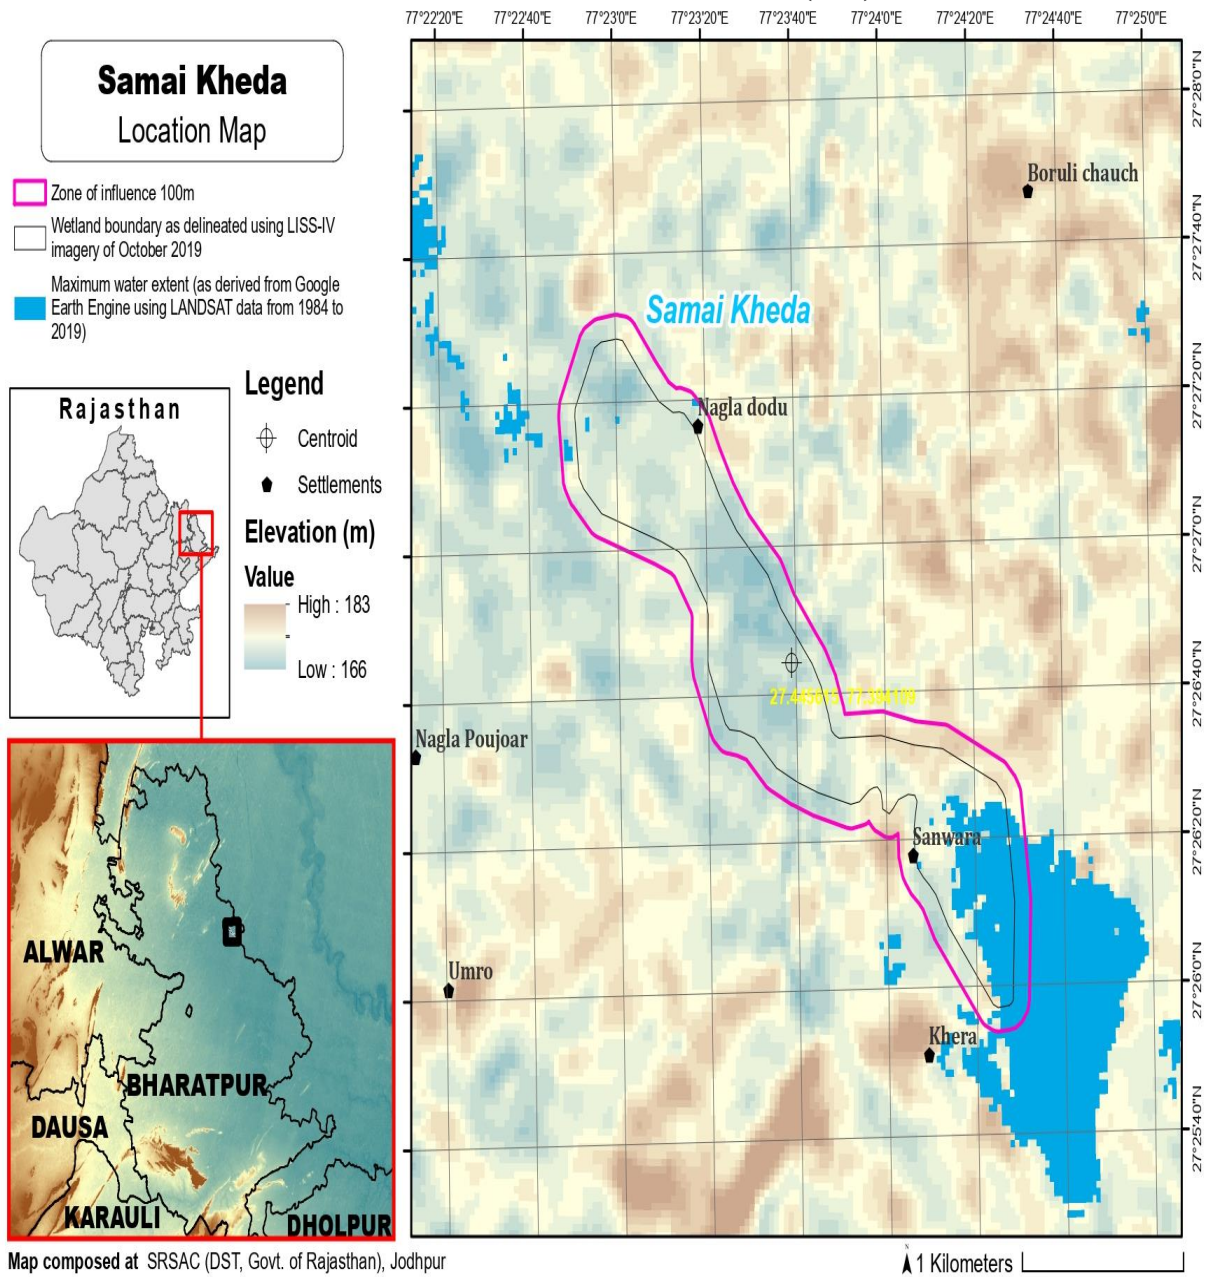 Samai Kheda
Location Map
Zone of influence 100m
Wetland boundary as delineated using LISS-IV
imagery of October 2019
Maximum water extent (as derived from Google
Earth Engine using LANDSAT data from 1984 to
2019)
Rajasthan
Legend
Centroid
Settlements
Elevation (m)
Value
High : 183
Low : 166
ALWAR
BHARATPUR
DAUSA
KARAULI
DHOLPUR
Map composed at SRSAC (DST, Govt. of Rajasthan), Jodhpur
77°22'20"E 77°22'40"E 77°23'0"E 77°23'20"E 77°23'40"E 77°24'0"E 77°24'20"E 77°24'40"E 77°25'0"E
27°28'0"N
27°27'40"N
27°27'20"N
27°27'0"N
27°26'40"N
27°26'20"N
27°26'0"N
27°25'40"N
Boruli chauch
Samai Kheda
Nagla dodu
Nagla Poujoar
Sanwara
Umro
Khera
N
1 Kilometers